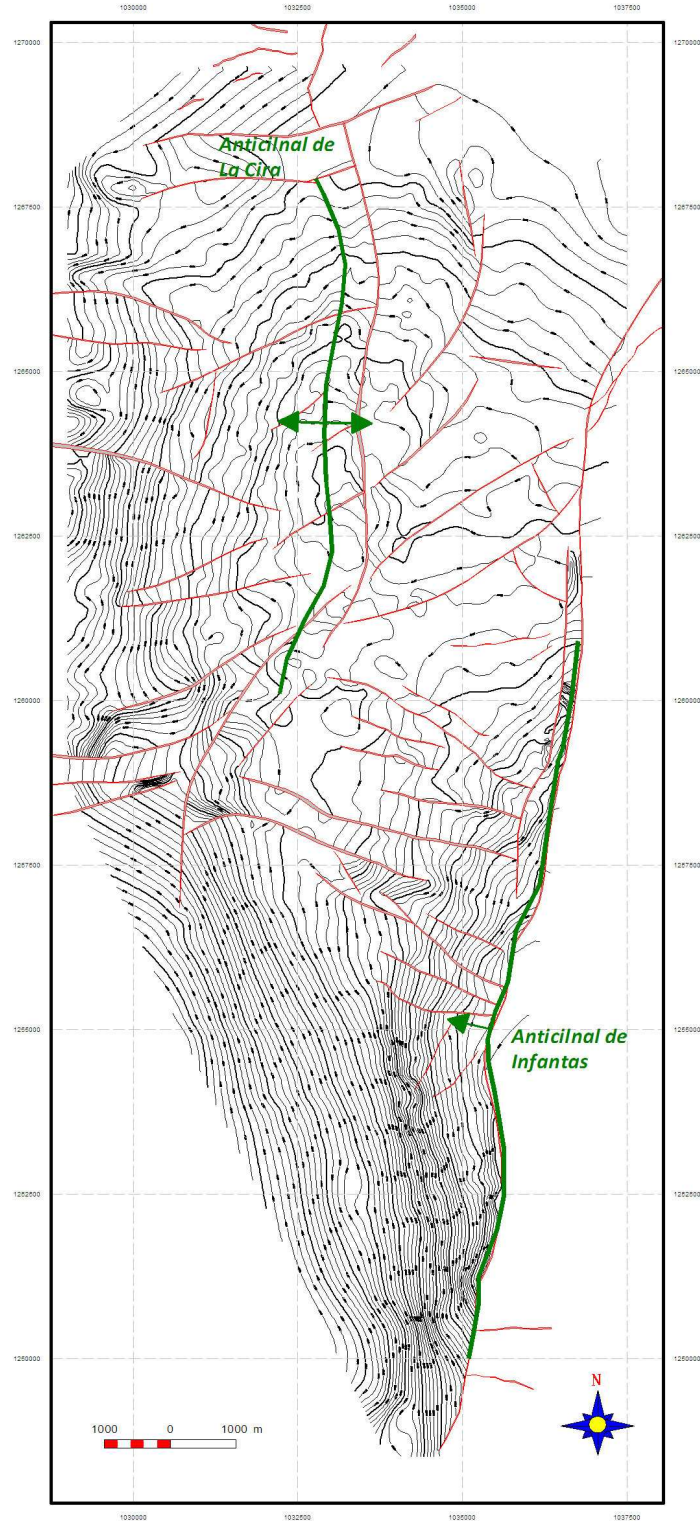 1030000 1032500 1035000 1037500
1270000 1270000
Anticilnal de
La Cira
1267500 1267500
1265000 1265000
1262500 1262500
1260000 1260000
1257500 1257500
1255000 1255000
Anticilnal de
Infantas
1252500 1252500
1250000 1250000
N
1000 0 1000 m
1030000 1032500 1035000 1037500